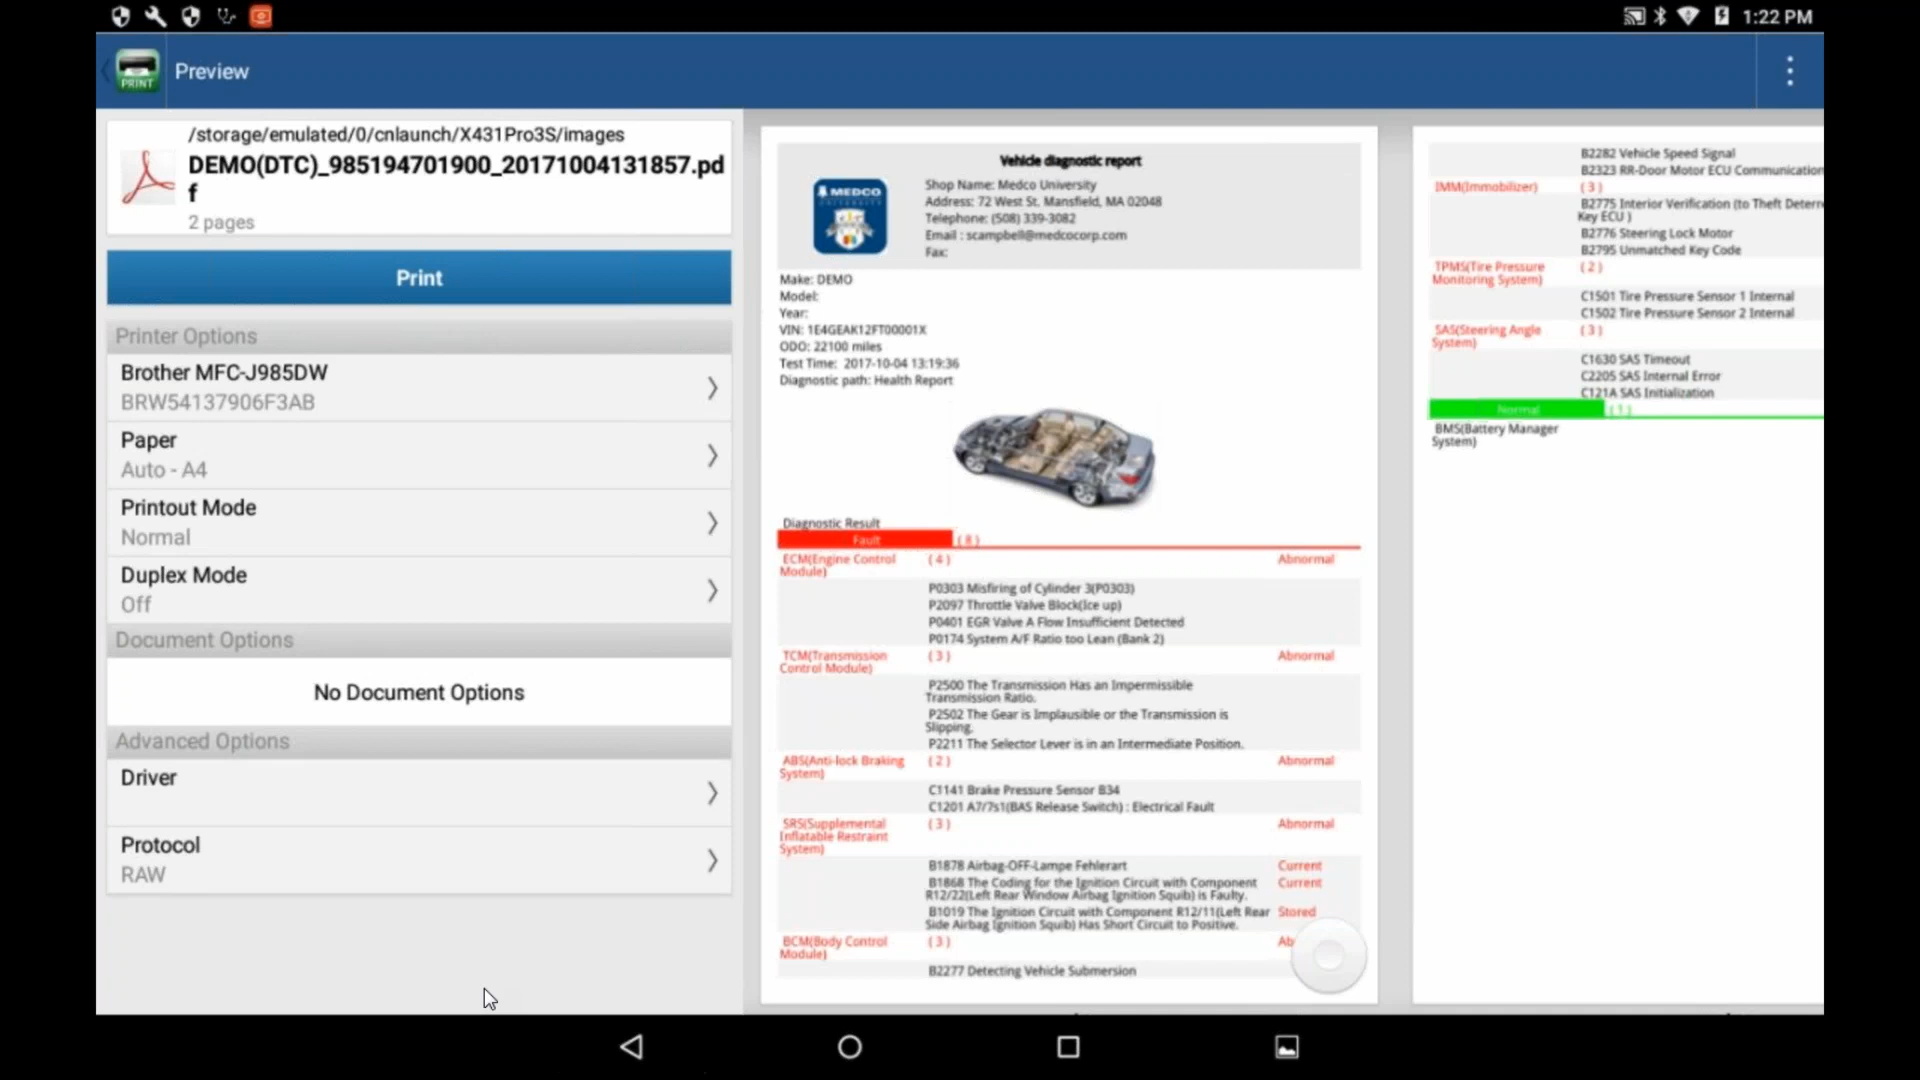 1:22 PM
PRINT
Preview
/storage/emulated/0/cnlaunch/X431Pro3S/images
DEMO(DTC)_985194701900_20171004131857.pd
f
2 pages
Print
Printer Options
Brother MFC-J985DW
BRW54137906F3AB
Paper
Auto - A4
Printout Mode
Normal
Duplex Mode
Off
Document Options
No Document Options
Advanced Options
Driver
Protocol
RAW
Vehicle diagnostic report
MEDCO
UNIVERSITY
Shop Name: Medco University
Address: 72 West St. Mansfield, MA 02048
Telephone: (508) 339-3082
Email : scampbell@medcocorp.com
Fax:
Make: DEMO
Model:
Year:
VIN: 1E4GEAK12FT00001X
ODO: 22100 miles
Test Time: 2017-10-04 13:19:36
Diagnostic path: Health Report
Diagnostic Result
Fault ( 8 )
ECM(Engine Control ( 4 ) Abnormal
Module)
P0303 Misfiring of Cylinder 3(P0303)
P2097 Throttle Valve Block(Ice up)
P0401 EGR Valve A Flow Insufficient Detected
P0174 System A/F Ratio too Lean (Bank 2)
TCM(Transmission ( 3 ) Abnormal
Control Module)
P2500 The Transmission Has an Impermissible
Transmission Ratio.
P2502 The Gear is Implausible or the Transmission is
Slipping.
P2211 The Selector Lever is in an Intermediate Position.
ABS(Anti-lock Braking ( 2 ) Abnormal
System)
C1141 Brake Pressure Sensor B34
C1201 A7/7s1(BAS Release Switch) : Electrical Fault
SRS(Supplemental ( 3 ) Abnormal
Inflatable Restraint
System)
B1878 Airbag-OFF-Lampe Fehlerart Current
B1868 The Coding for the Ignition Circuit with Component Current
R12/22(Left Rear Window Airbag Ignition Squib) is Faulty.
B1019 The Ignition Circuit with Component R12/11(Left Rear Stored
Side Airbag Ignition Squib) Has Short Circuit to Positive.
BCM(Body Control ( 3 ) Ab
Module)
B2277 Detecting Vehicle Submersion
B2282 Vehicle Speed Signal
B2323 RR-Door Motor ECU Communication
IMM(Immobilizer) ( 3 )
B2775 Interior Verification (to Theft Deterr
Key ECU )
B2776 Steering Lock Motor
B2795 Unmatched Key Code
TPMS(Tire Pressure ( 2 )
Monitoring System)
C1501 Tire Pressure Sensor 1 Internal
C1502 Tire Pressure Sensor 2 Internal
SAS(Steering Angle ( 3 )
System)
C1630 SAS Timeout
C2205 SAS Internal Error
C121A SAS Initialization
Normal ( 1 )
BMS(Battery Manager
System)